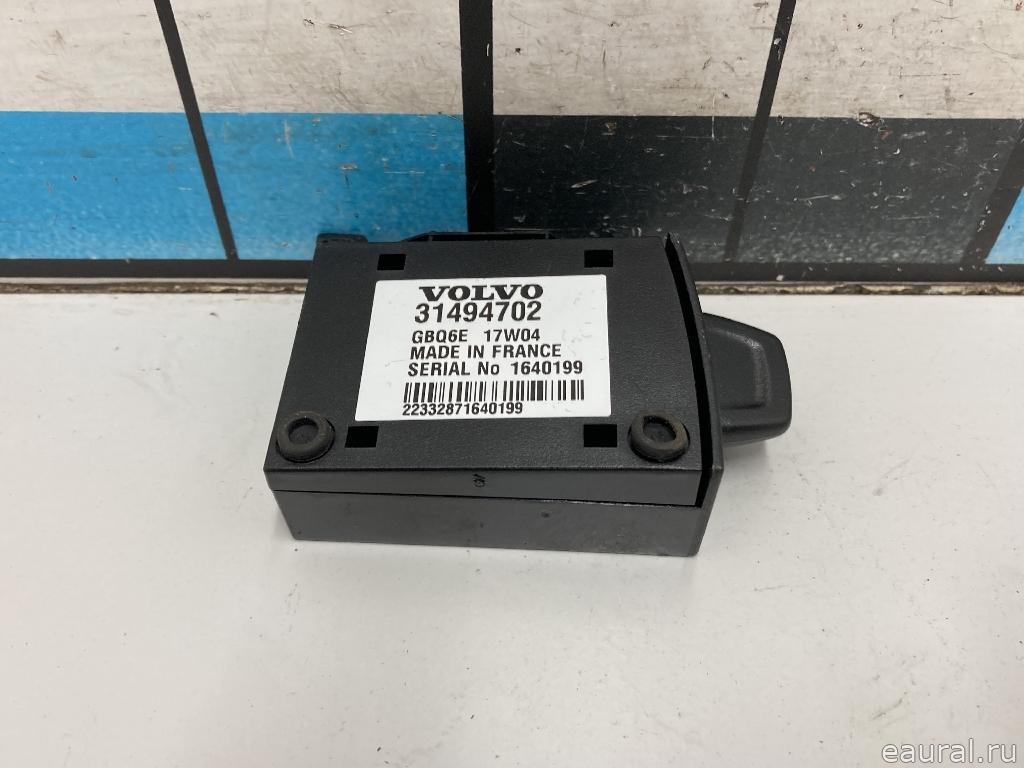 VOLVO
31494702
GBQ6E 17W04
MADE IN FRANCE
SERIAL No 1640199
22332871640199
eaural.ru